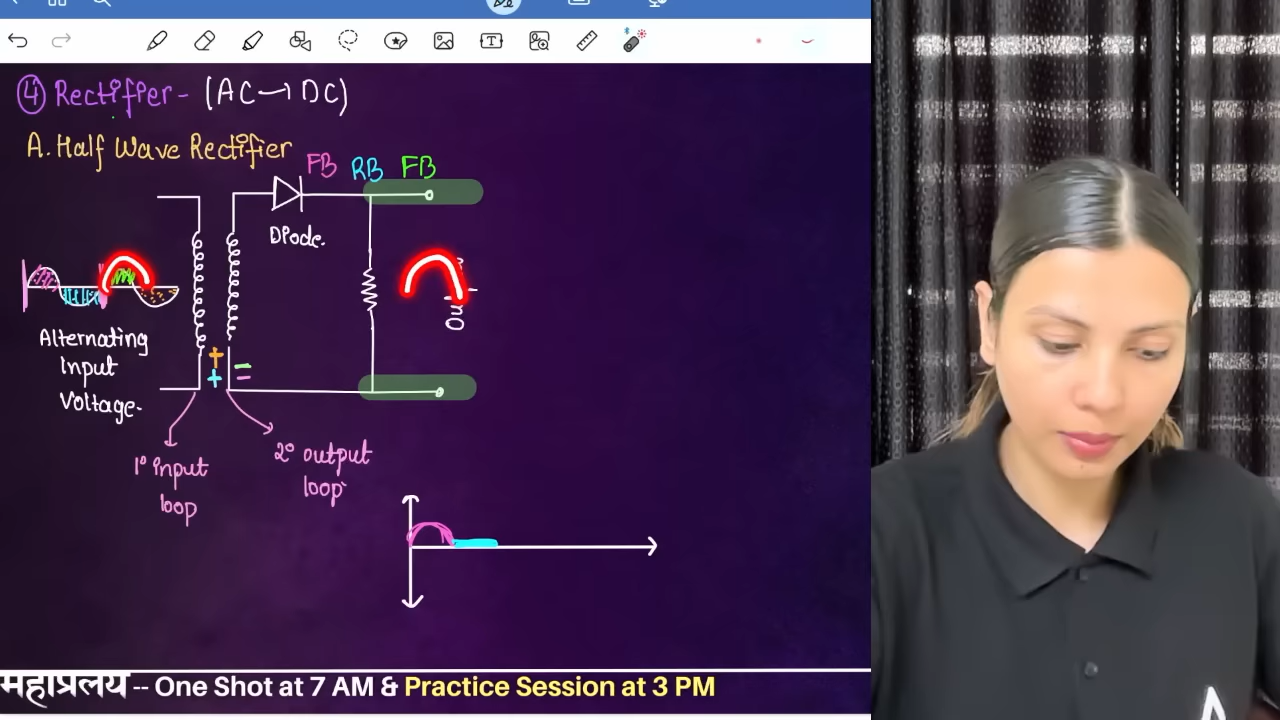 ④ Rectifier - (AC → DC)
A. Half Wave Rectifier
FB RB FB
Diode.
Alternating
Input
Voltage.
+ -
+ -
1° input
loop
2° output
loop
महाप्रलय -- One Shot at 7 AM & Practice Session at 3 PM